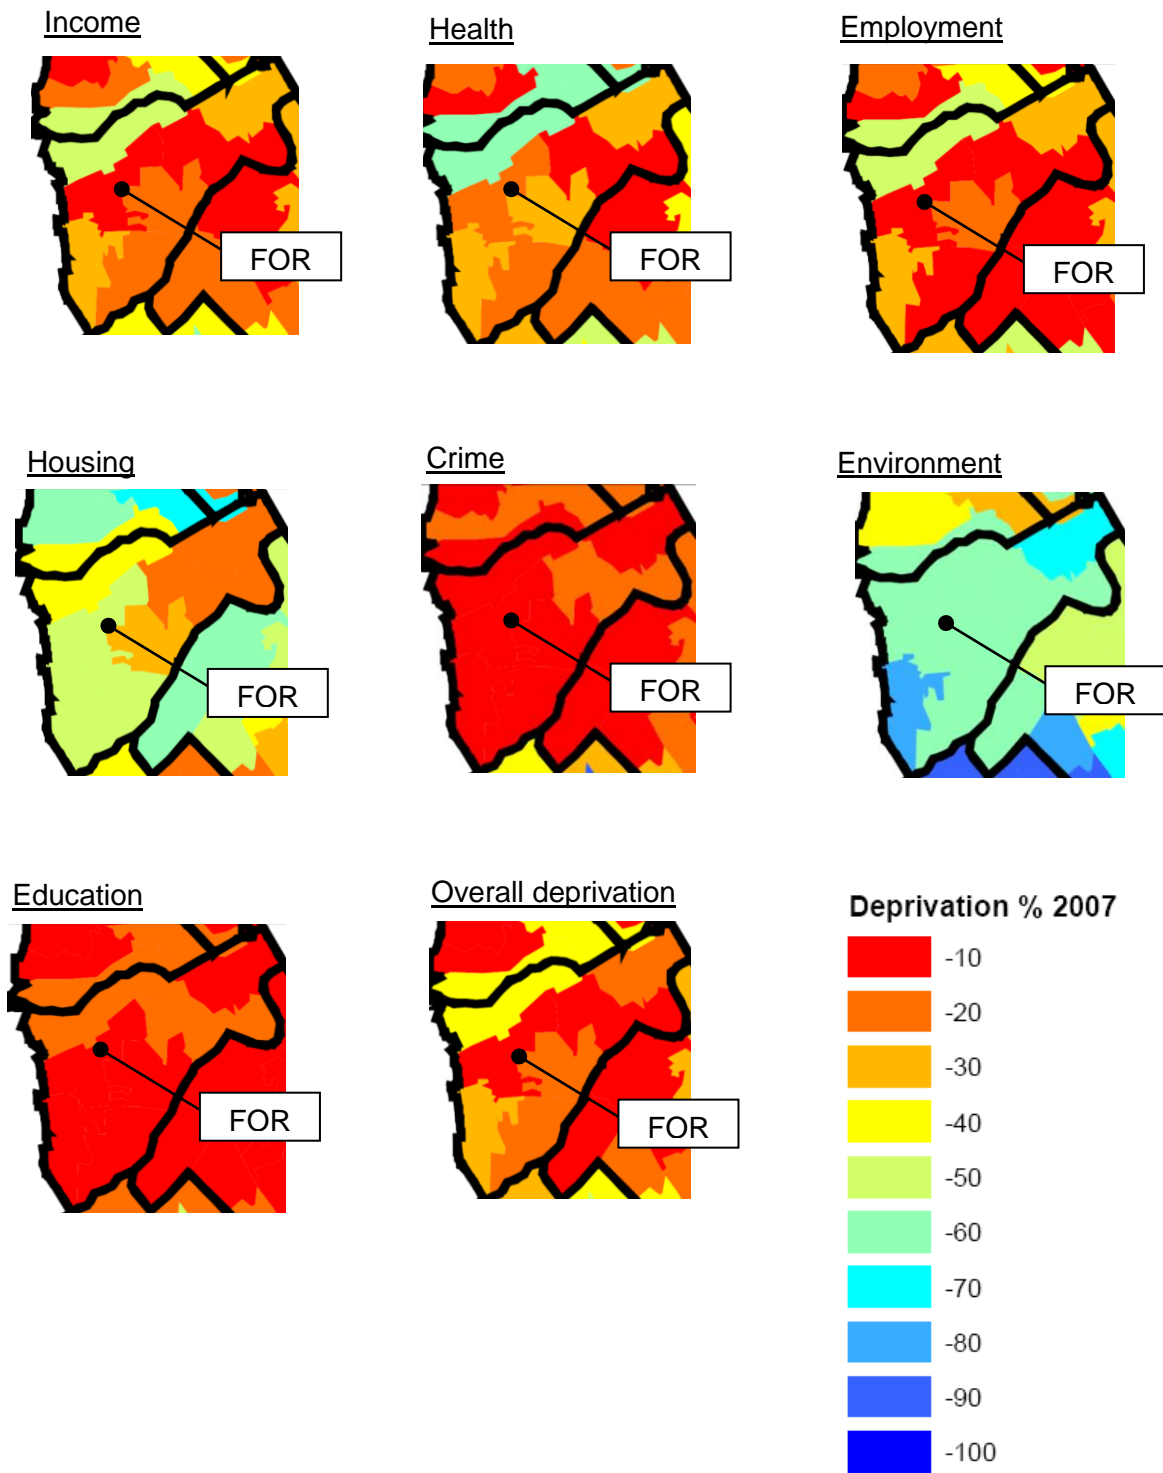 Income
Health
Employment
FOR
FOR
FOR
Housing
Crime
Environment
FOR
FOR
FOR
Education
Overall deprivation
FOR
FOR
Deprivation % 2007
-10
-20
-30
-40
-50
-60
-70
-80
-90
-100